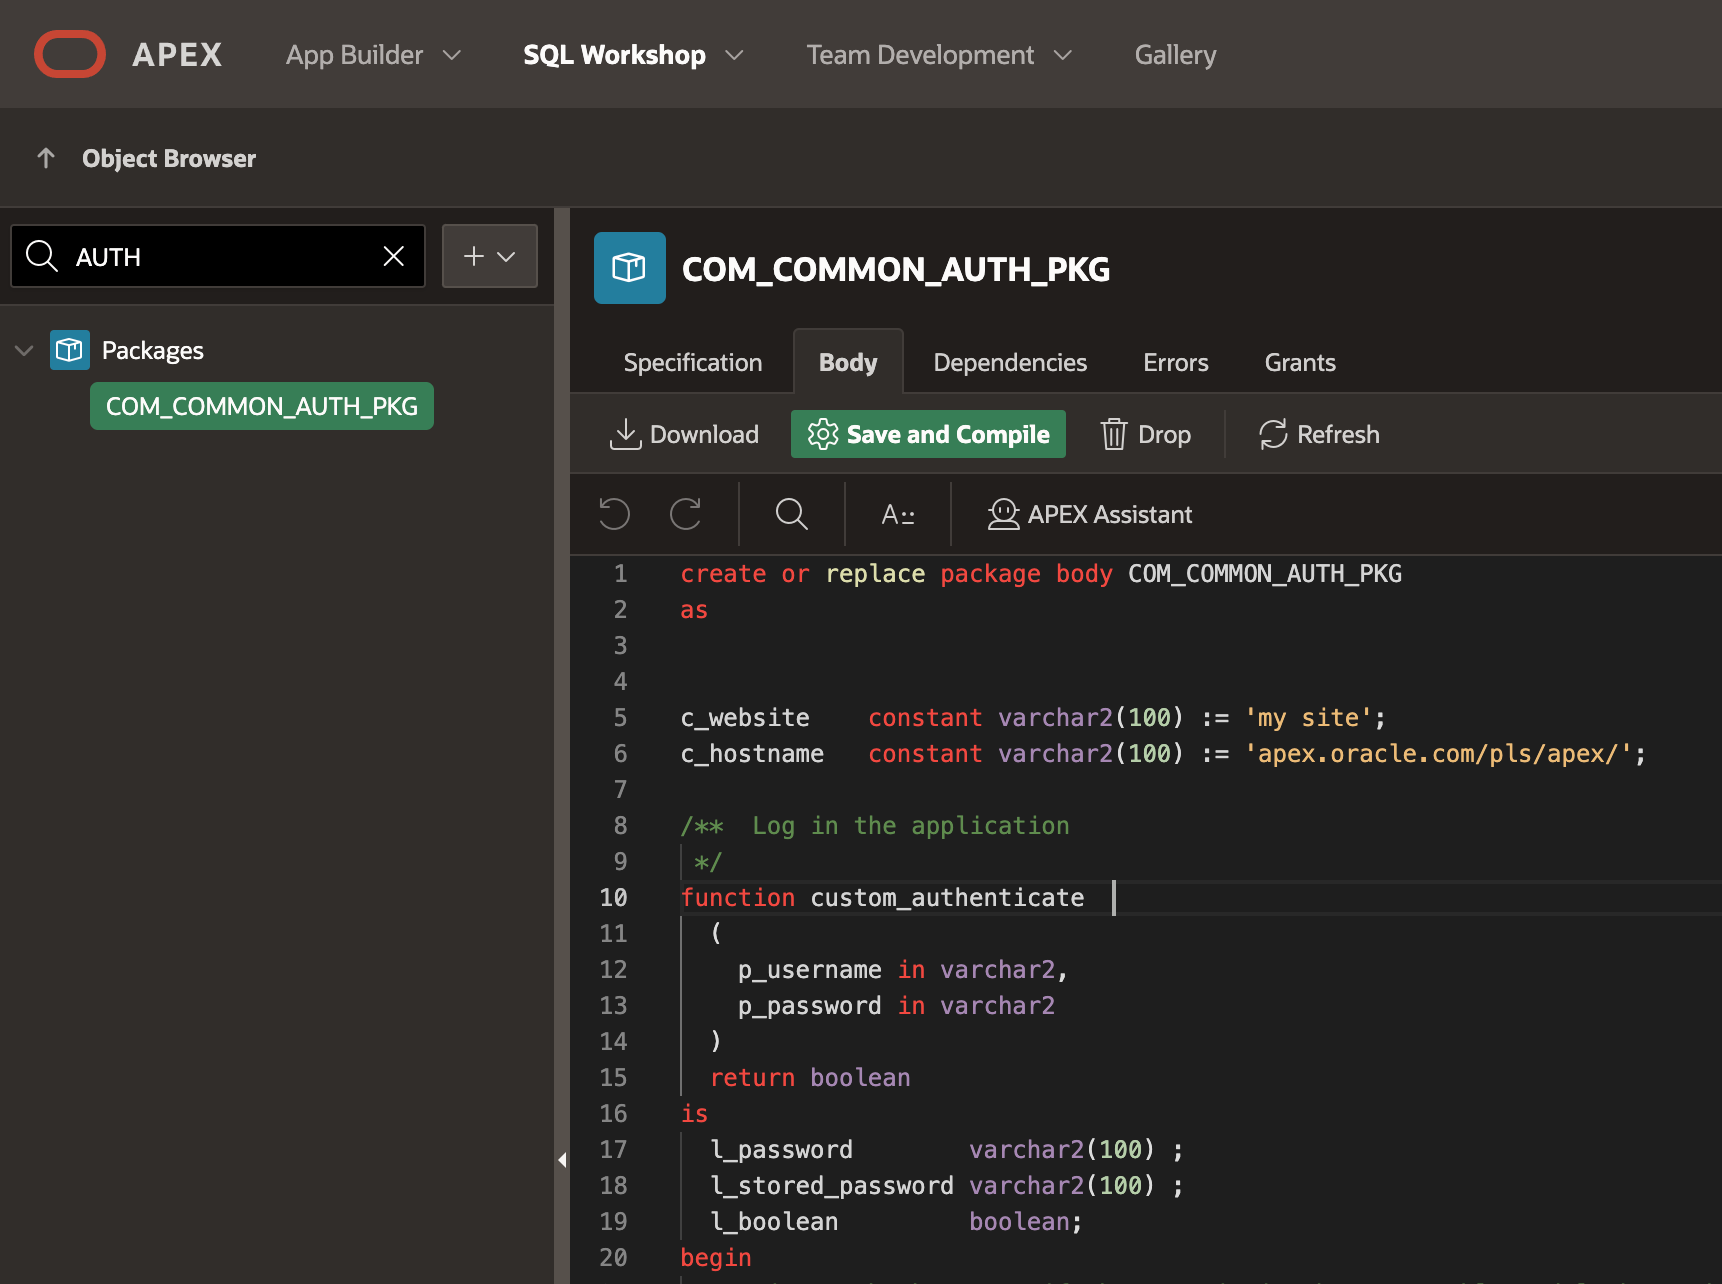 APEX App Builder SQL Workshop Team Development Gallery
Object Browser
AUTH
Packages
COM_COMMON_AUTH_PKG
COM_COMMON_AUTH_PKG
Specification Body Dependencies Errors Grants
Download Save and Compile Drop Refresh
A:: APEX Assistant
1 create or replace package body COM_COMMON_AUTH_PKG
2 as
3
4
5 c_website    constant varchar2(100) := 'my site';
6 c_hostname   constant varchar2(100) := 'apex.oracle.com/pls/apex/';
7
8 /**  Log in the application
9  */
10 function custom_authenticate
11   (
12     p_username in varchar2,
13     p_password in varchar2
14   )
15   return boolean
16 is
17   l_password        varchar2(100) ;
18   l_stored_password varchar2(100) ;
19   l_boolean         boolean;
20 begin